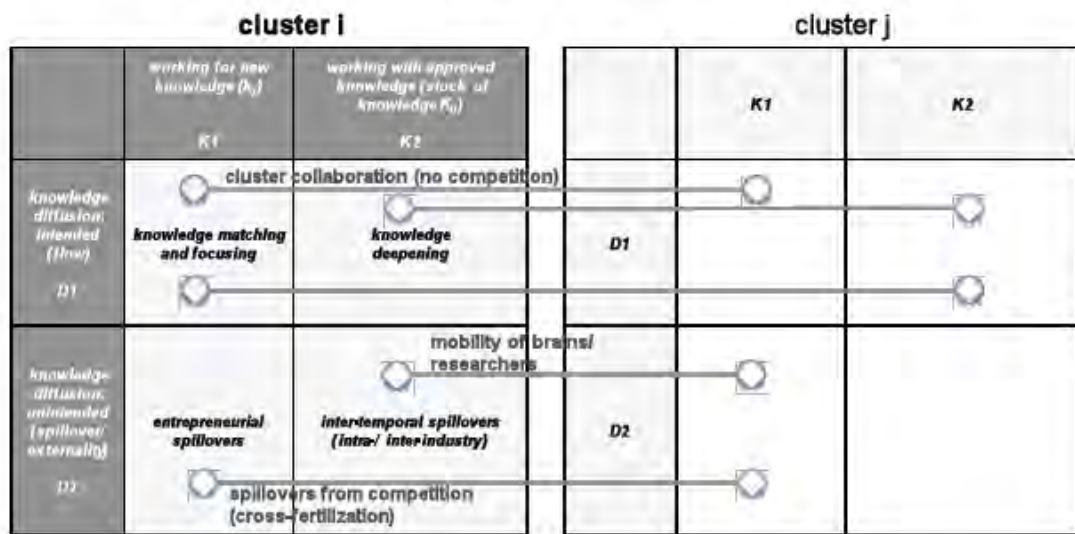 cluster i
cluster j
working for new
knowledge (kᵢⱼ)
K1
working with approved
knowledge (stock of
knowledge Kᵢⱼ)
K2
K1
K2
knowledge
diffusion:
intended
(flow)
D1
cluster collaboration (no competition)
knowledge matching
and focusing
knowledge
deepening
D1
knowledge
diffusion:
unintended
(spillover/
externality)
D2
mobility of brains/
researchers
entrepreneurial
spillovers
inter-temporal spillovers
(intra-/ inter-industry)
D2
spillovers from competition
(cross-fertilization)